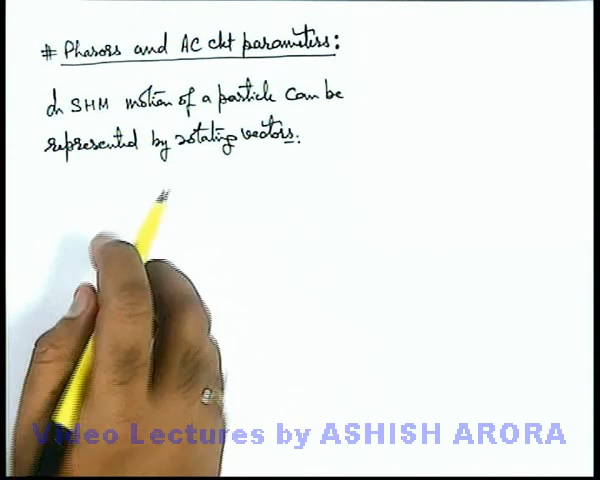 # Phasors and AC ckt parameters:
In SHM motion of a particle can be
represented by rotating vectors.
Video Lectures by ASHISH ARORA